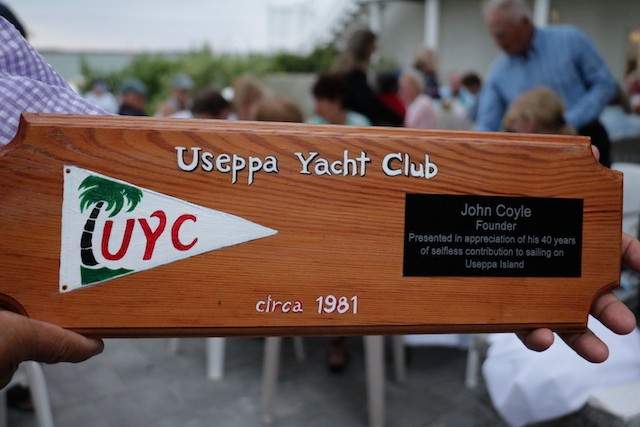 Useppa Yacht Club
UYC
John Coyle
Founder
Presented in appreciation of his 40 years
of selfless contribution to sailing on
Useppa Island
circa 1981